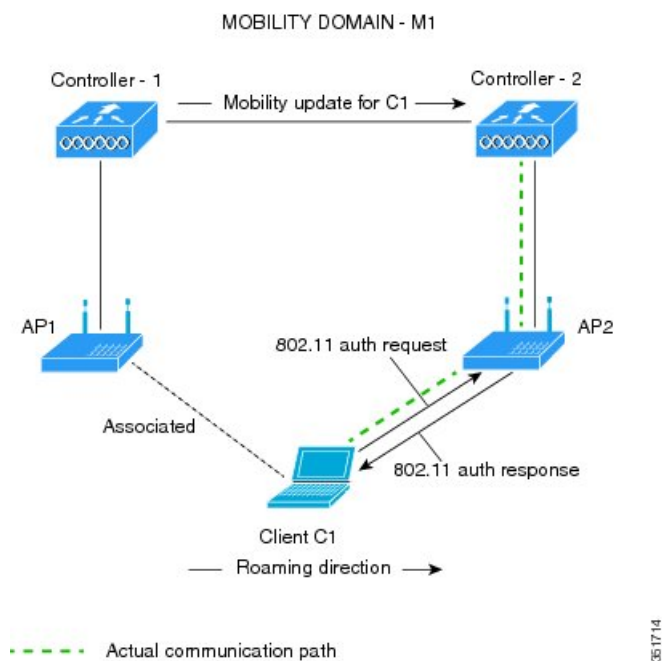 MOBILITY DOMAIN - M1
Controller - 1
Controller - 2
Mobility update for C1
AP1
AP2
802.11 auth request
Associated
802.11 auth response
Client C1
Roaming direction
Actual communication path
351714